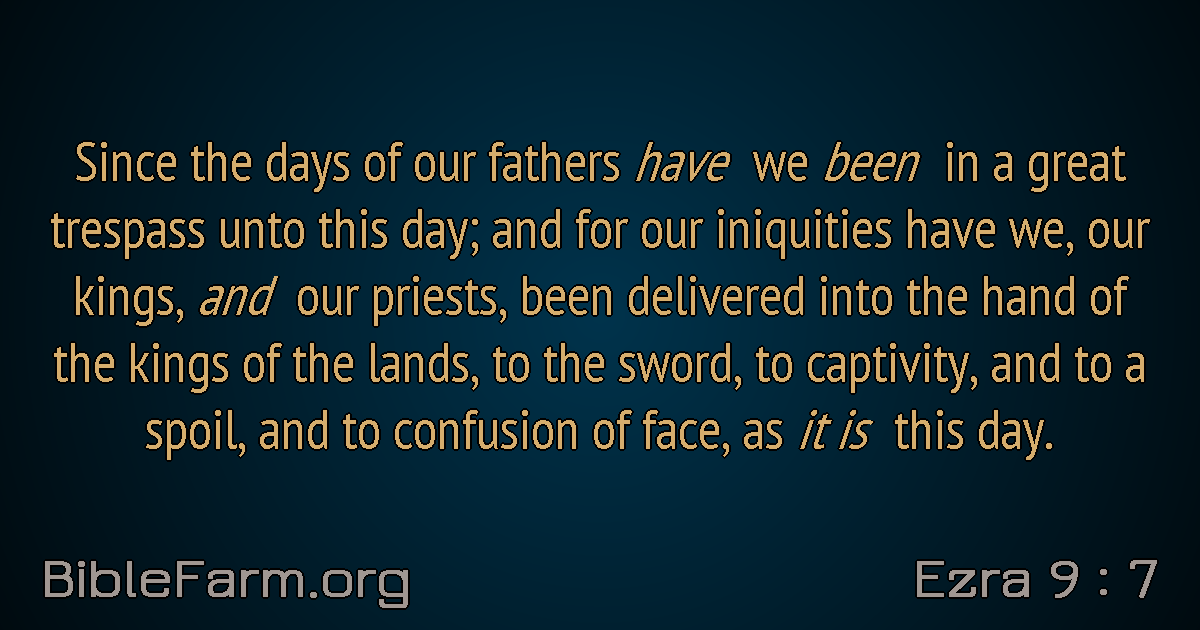 Since the days of our fathers have we been in a great
trespass unto this day; and for our iniquities have we, our
kings, and our priests, been delivered into the hand of
the kings of the lands, to the sword, to captivity, and to a
spoil, and to confusion of face, as it is this day.
BibleFarm.org
Ezra 9 : 7